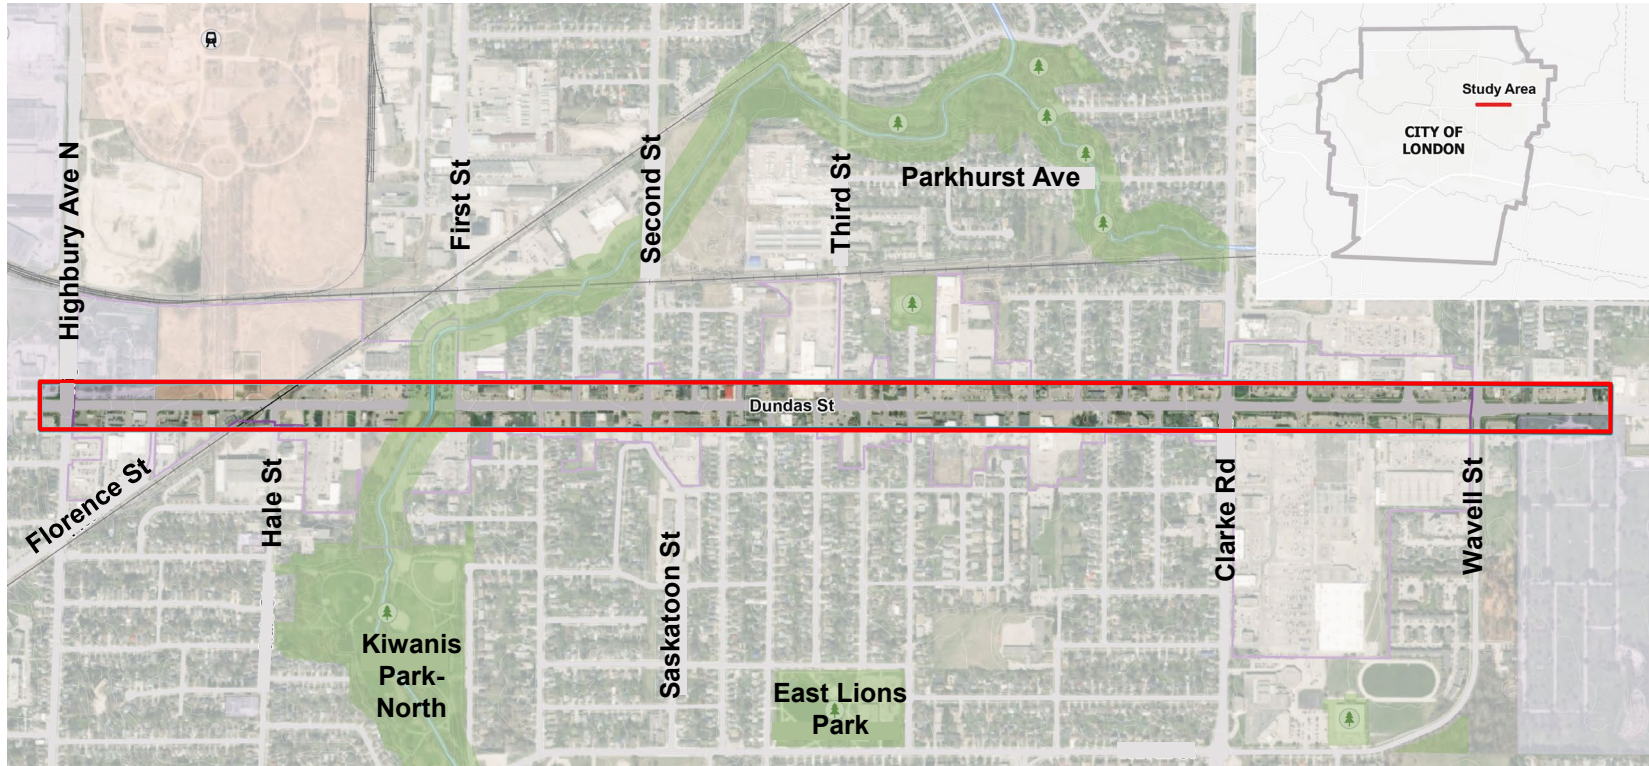 Study Area
CITY OF
LONDON
Highbury Ave N
First St
Second St
Third St
Parkhurst Ave
Dundas St
Florence St
Hale St
Saskatoon St
Clarke Rd
Wavell St
Kiwanis
Park-
North
East Lions
Park